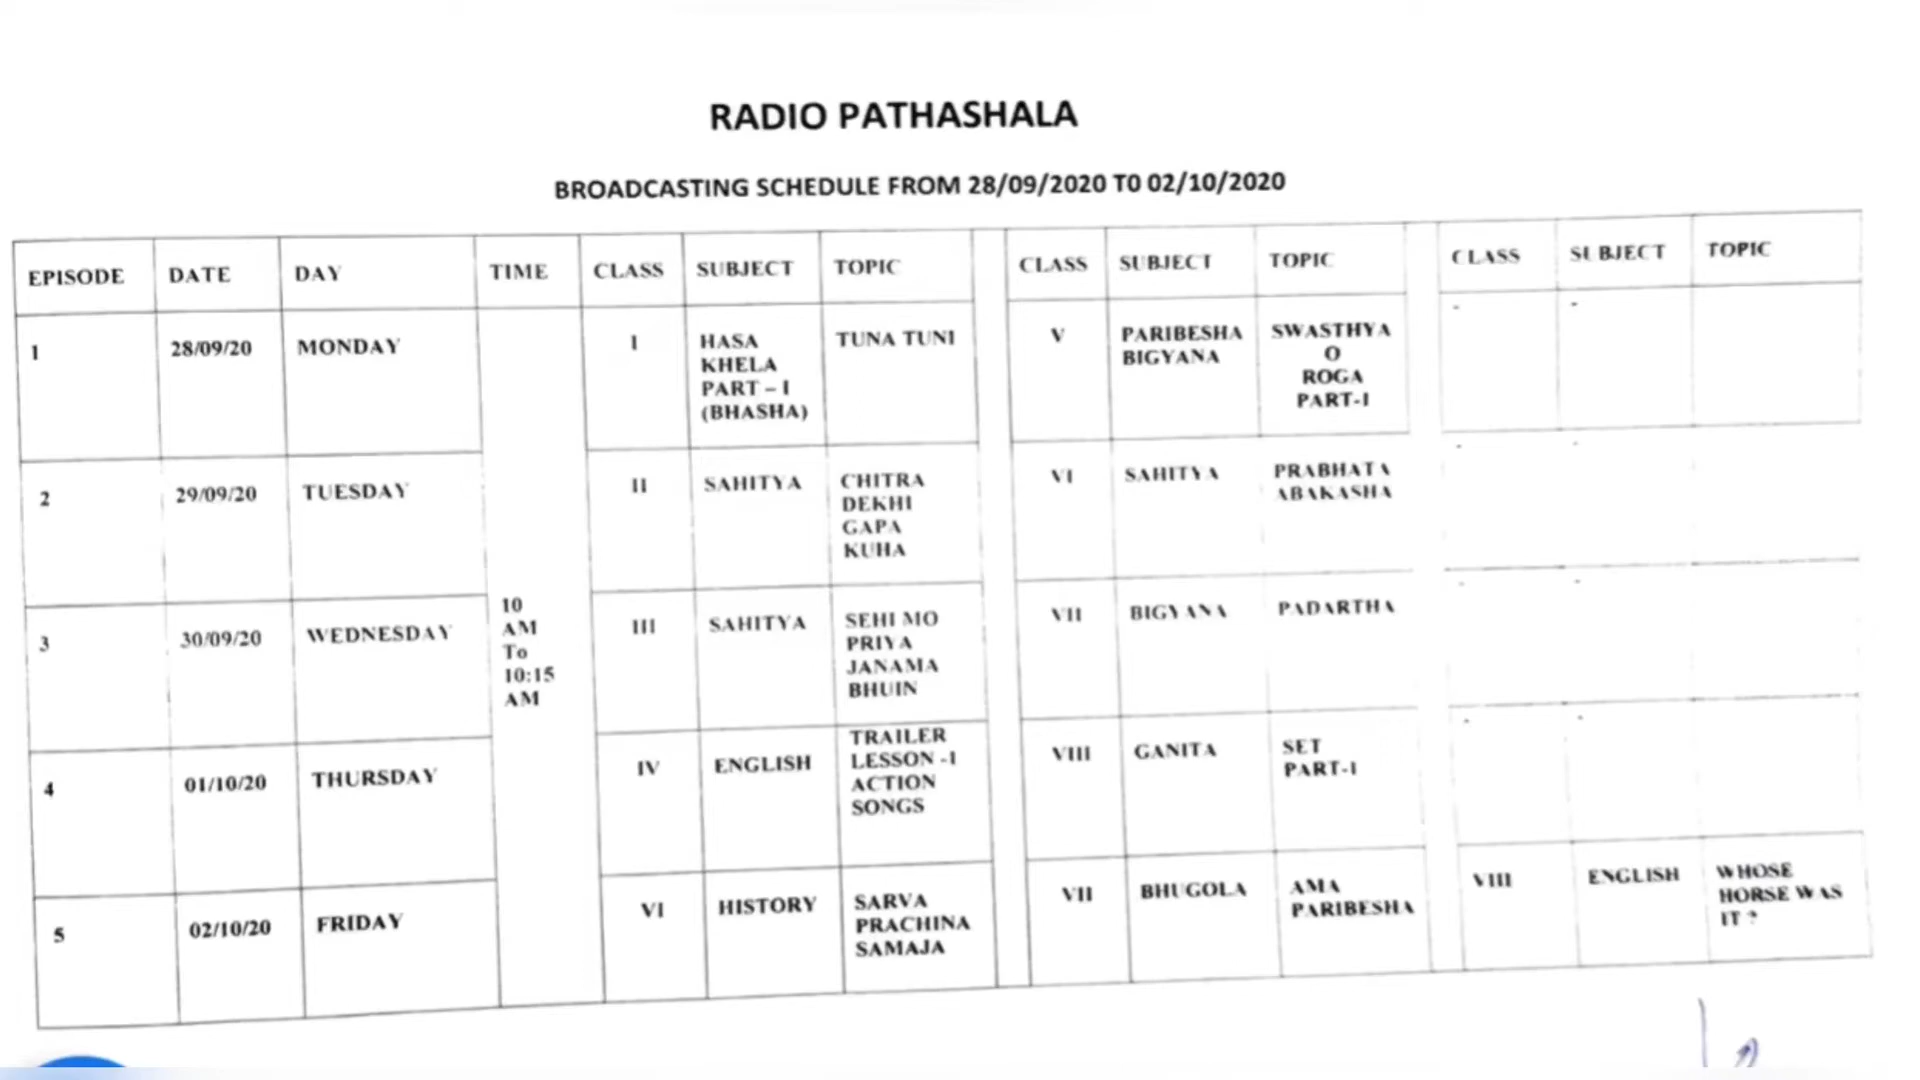 RADIO PATHASHALA
BROADCASTING SCHEDULE FROM 28/09/2020 T0 02/10/2020
EPISODE DATE DAY TIME CLASS SUBJECT TOPIC CLASS SUBJECT TOPIC CLASS SUBJECT TOPIC
1 28/09/20 MONDAY I HASA TUNA TUNI V PARIBESHA SWASTHYA - -
KHELA BIGYANA O
PART – I ROGA
(BHASHA) PART-I
2 29/09/20 TUESDAY II SAHITYA CHITRA VI SAHITYA PRABHATA - -
DEKHI ABAKASHA
GAPA
KUHA
3 30/09/20 WEDNESDAY 10 III SAHITYA SEHI MO VII BIGYANA PADARTHA - -
AM PRIYA
To JANAMA
10:15 BHUIN
AM
4 01/10/20 THURSDAY IV ENGLISH TRAILER VIII GANITA SET - -
LESSON -I PART-I
ACTION
SONGS
5 02/10/20 FRIDAY VI HISTORY SARVA VII BHUGOLA AMA VIII ENGLISH WHOSE
PRACHINA PARIBESHA HORSE WAS
SAMAJA IT ?